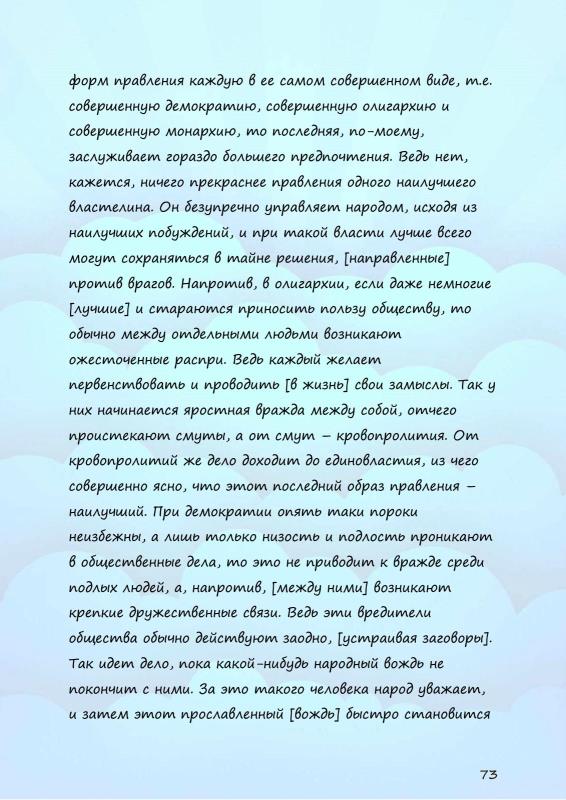 форм правления каждую в ее самом совершенном виде, т.е.
совершенную демократию, совершенную олигархию и
совершенную монархию, то последняя, по-моему,
заслуживает гораздо большего предпочтения. Ведь нет,
кажется, ничего прекраснее правления одного наилучшего
властелина. Он безупречно управляет народом, исходя из
наилучших побуждений, и при такой власти лучше всего
могут сохраняться в тайне решения, [направленные]
против врагов. Напротив, в олигархии, если даже немногие
[лучшие] и стараются приносить пользу обществу, то
обычно между отдельными людьми возникают
ожесточенные распри. Ведь каждый желает
первенствовать и проводить [в жизнь] свои замыслы. Так у
них начинается яростная вражда между собой, отчего
проистекают смуты, а от смут – кровопролития. От
кровопролитий же дело доходит до единовластия, из чего
совершенно ясно, что этот последний образ правления –
наилучший. При демократии опять таки пороки
неизбежны, а лишь только низость и подлость проникают
в общественные дела, то это не приводит к вражде среди
подлых людей, а, напротив, [между ними] возникают
крепкие дружественные связи. Ведь эти вредители
общества обычно действуют заодно, [устраивая заговоры].
Так идет дело, пока какой-нибудь народный вождь не
покончит с ними. За это такого человека народ уважает,
и затем этот прославленный [вождь] быстро становится
73